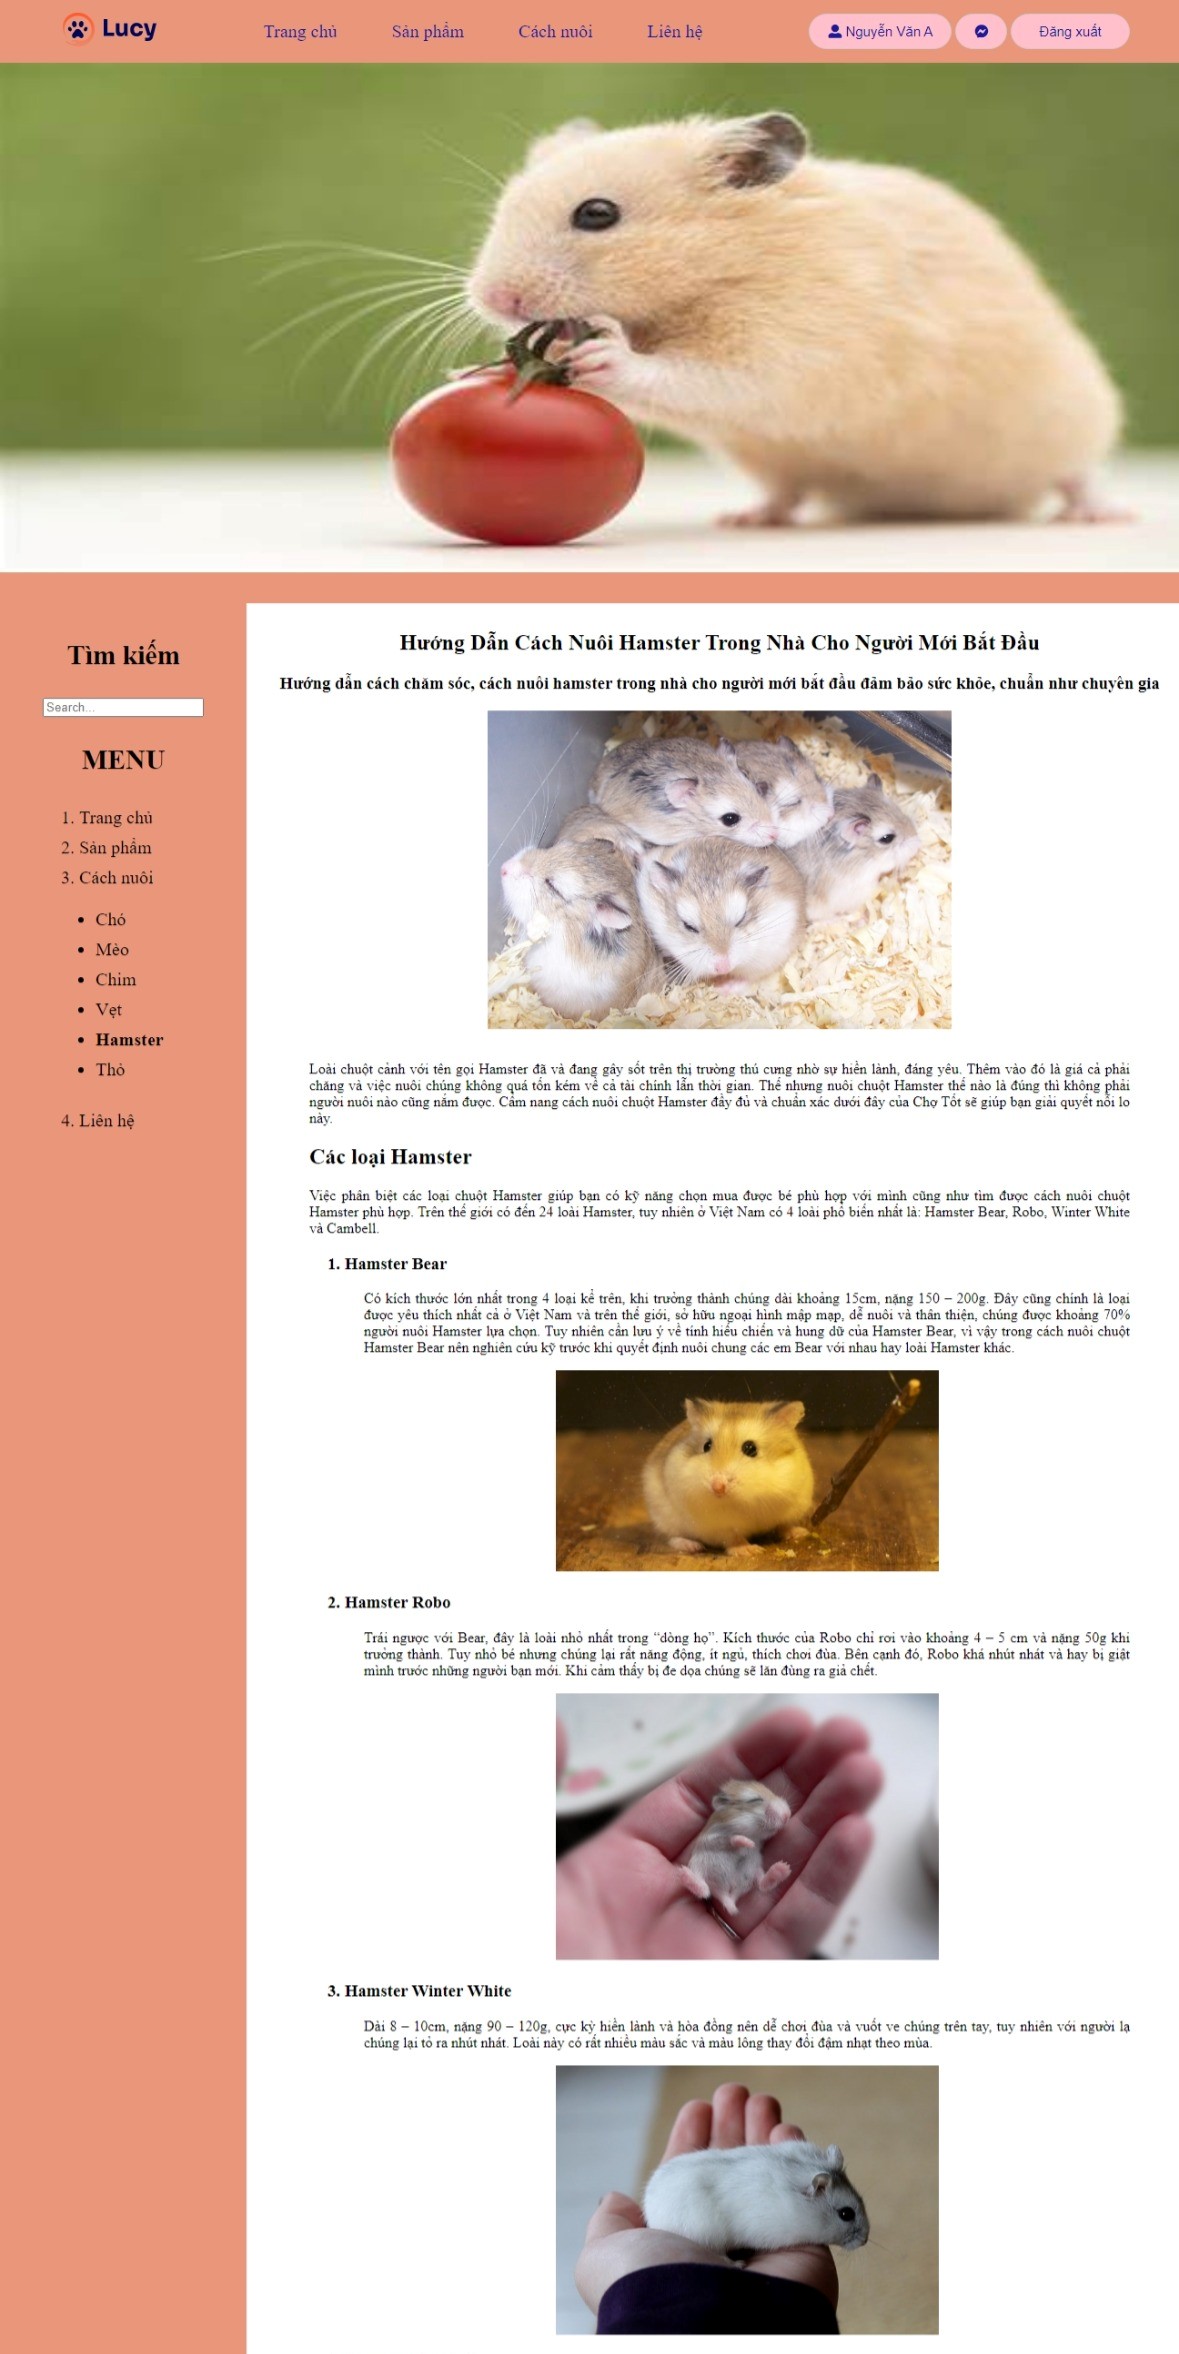 Lucy
Trang chủ
Sản phẩm
Cách nuôi
Liên hệ
Nguyễn Văn A
Đăng xuất
Tìm kiếm
Search...
MENU
1. Trang chủ
2. Sản phẩm
3. Cách nuôi
• Chó
• Mèo
• Chim
• Vẹt
• Hamster
• Thỏ
4. Liên hệ
Hướng Dẫn Cách Nuôi Hamster Trong Nhà Cho Người Mới Bắt Đầu
Hướng dẫn cách chăm sóc, cách nuôi hamster trong nhà cho người mới bắt đầu đảm bảo sức khỏe, chuẩn như chuyên gia
Loài chuột cảnh với tên gọi Hamster đã và đang gây sốt trên thị trường thú cưng nhờ sự hiền lành, đáng yêu. Thêm vào đó là giá cả phải
chăng và việc nuôi chúng không quá tốn kém về cả tài chính lẫn thời gian. Thế nhưng nuôi chuột Hamster thế nào là đúng thì không phải
người nuôi nào cũng nắm được. Cẩm nang cách nuôi chuột Hamster đầy đủ và chuẩn xác dưới đây của Chợ Tốt sẽ giúp bạn giải quyết nỗi lo
này.
Các loại Hamster
Việc phân biệt các loại chuột Hamster giúp bạn có kỹ năng chọn mua được bé phù hợp với mình cũng như tìm được cách nuôi chuột
Hamster phù hợp. Trên thế giới có đến 24 loài Hamster, tuy nhiên ở Việt Nam có 4 loài phổ biến nhất là: Hamster Bear, Robo, Winter White
và Cambell.
1. Hamster Bear
Có kích thước lớn nhất trong 4 loại kể trên, khi trưởng thành chúng dài khoảng 15cm, nặng 150 – 200g. Đây cũng chính là loại
được yêu thích nhất cả ở Việt Nam và trên thế giới, sở hữu ngoại hình mập mạp, dễ nuôi và thân thiện, chúng được khoảng 70%
người nuôi Hamster lựa chọn. Tuy nhiên cần lưu ý về tính hiếu chiến và hung dữ của Hamster Bear, vì vậy trong cách nuôi chuột
Hamster Bear nên nghiên cứu kỹ trước khi quyết định nuôi chung các em Bear với nhau hay loài Hamster khác.
2. Hamster Robo
Trái ngược với Bear, đây là loài nhỏ nhất trong “dòng họ”. Kích thước của Robo chỉ rơi vào khoảng 4 – 5 cm và nặng 50g khi
trưởng thành. Tuy nhỏ bé nhưng chúng lại rất năng động, ít ngủ, thích chơi đùa. Bên cạnh đó, Robo khá nhút nhát và hay bị giật
mình trước những người bạn mới. Khi cảm thấy bị đe dọa chúng sẽ lăn đùng ra giả chết.
3. Hamster Winter White
Dài 8 – 10cm, nặng 90 – 120g, cực kỳ hiền lành và hòa đồng nên dễ chơi đùa và vuốt ve chúng trên tay, tuy nhiên với người lạ
chúng lại tỏ ra nhút nhát. Loài này có rất nhiều màu sắc và màu lông thay đổi đậm nhạt theo mùa.